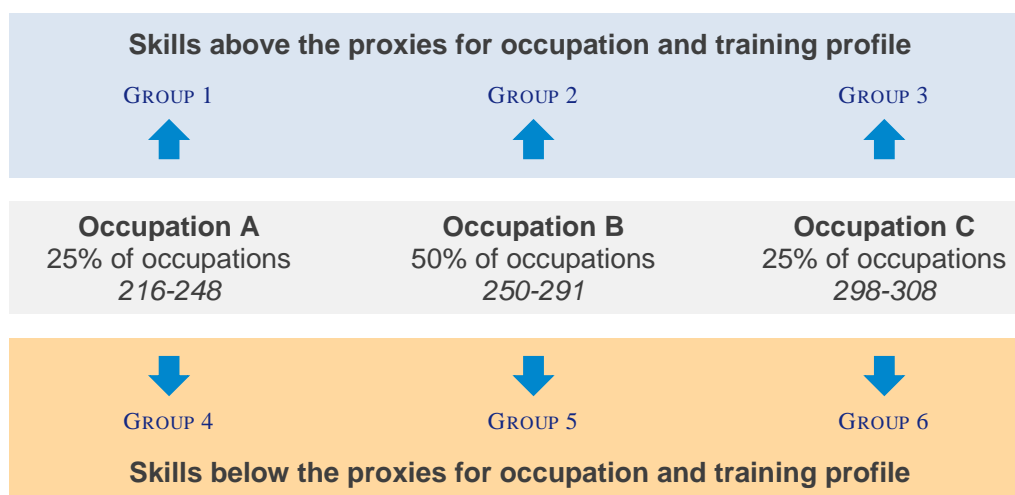 Skills above the proxies for occupation and training profile
GROUP 1 GROUP 2 GROUP 3
Occupation A Occupation B Occupation C
25% of occupations 50% of occupations 25% of occupations
216-248 250-291 298-308
GROUP 4 GROUP 5 GROUP 6
Skills below the proxies for occupation and training profile